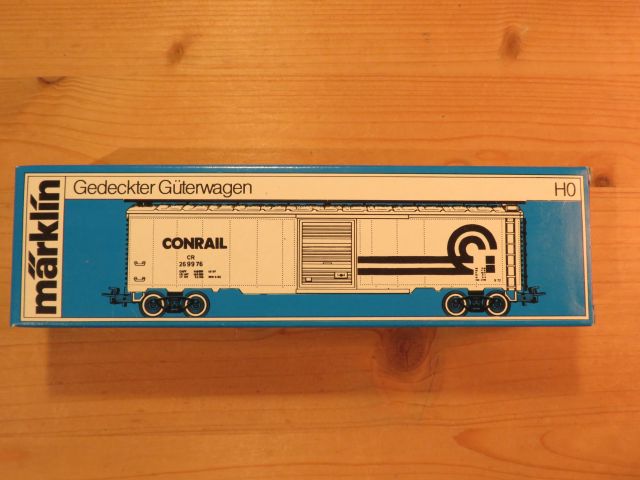 märklin
Gedeckter Güterwagen
H0
CONRAIL
CR
269976